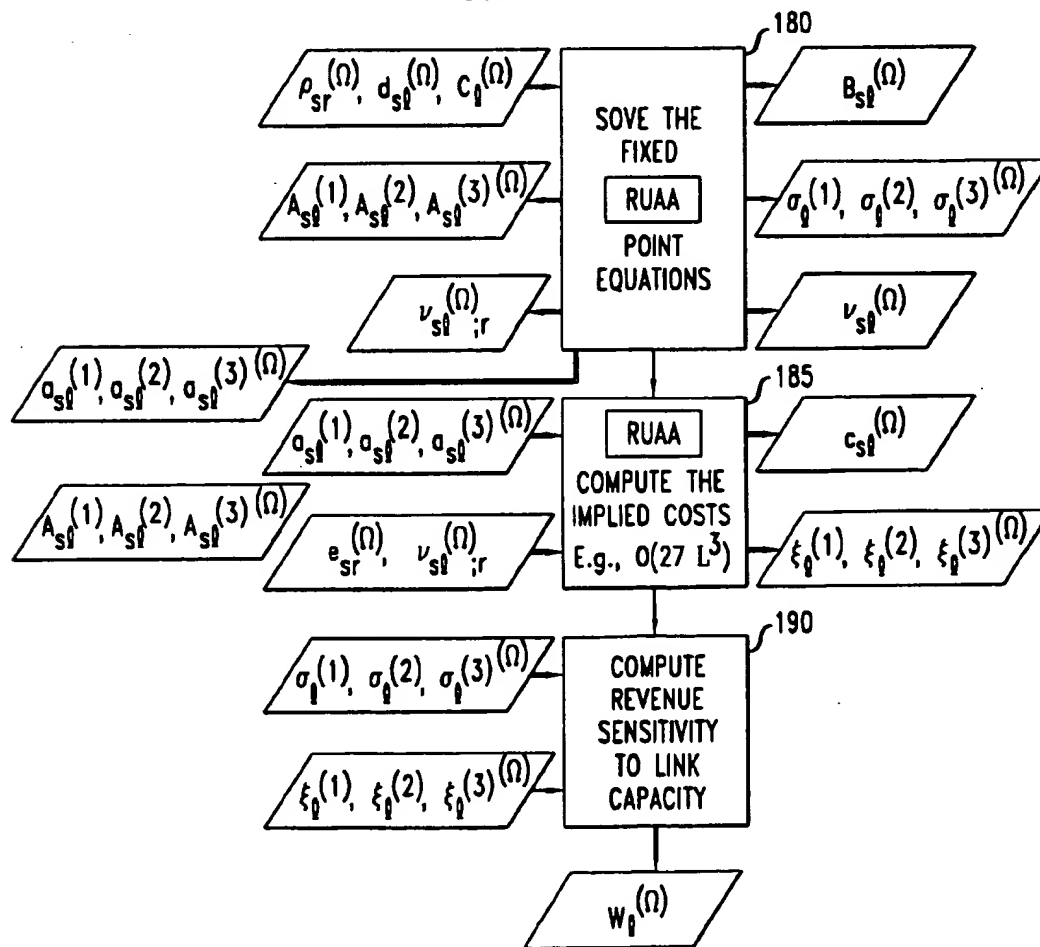 180
ρsr(Ω), dsℓ(Ω), Cℓ(Ω)
SOVE THE
FIXED
RUAA
POINT
EQUATIONS
Bsℓ(Ω)
Asℓ(1), Asℓ(2), Asℓ(3)(Ω)
σℓ(1), σℓ(2), σℓ(3)(Ω)
νsℓ(Ω);r
νsℓ(Ω)
asℓ(1), asℓ(2), asℓ(3)(Ω)
185
asℓ(1), asℓ(2), asℓ(3)(Ω)
RUAA
COMPUTE THE
IMPLIED COSTS
E.g., O(27 L³)
csℓ(Ω)
Asℓ(1), Asℓ(2), Asℓ(3)(Ω)
esr(Ω), νsℓ(Ω);r
ξℓ(1), ξℓ(2), ξℓ(3)(Ω)
190
σℓ(1), σℓ(2), σℓ(3)(Ω)
COMPUTE
REVENUE
SENSITIVITY
TO LINK
CAPACITY
ξℓ(1), ξℓ(2), ξℓ(3)(Ω)
Wℓ(Ω)